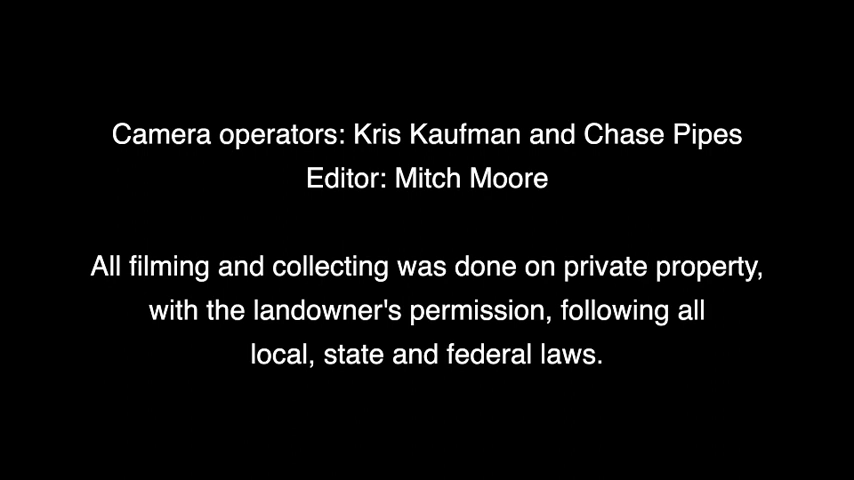 Camera operators: Kris Kaufman and Chase Pipes
Editor: Mitch Moore
All filming and collecting was done on private property,
with the landowner's permission, following all
local, state and federal laws.